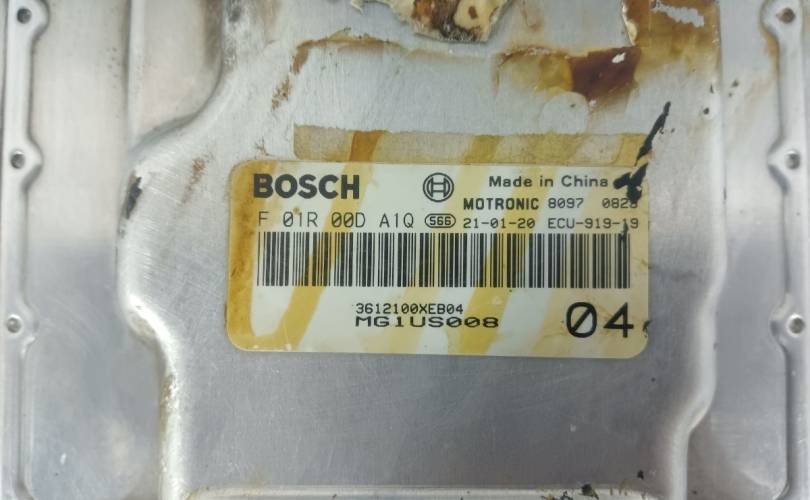 BOSCH Made in China
MOTRONIC 8097 0828
F 01R 00D A1Q 566 21-01-20 ECU-919-19
3612100XEB04
MG1US008
04